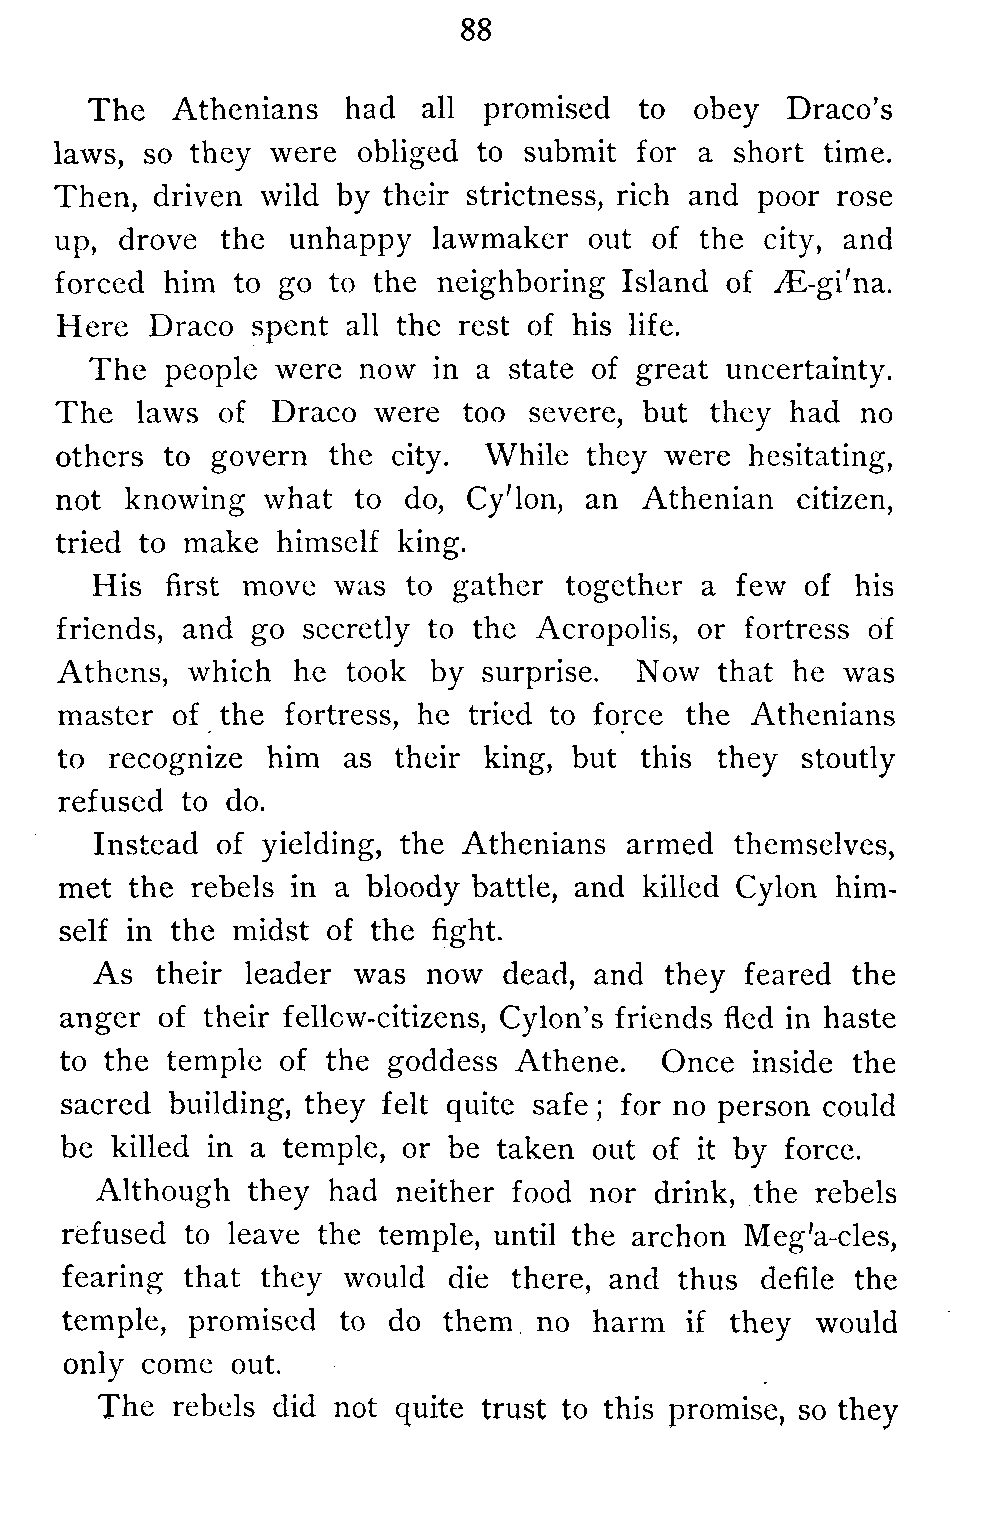 88
The Athenians had all promised to obey Draco's
laws, so they were obliged to submit for a short time.
Then, driven wild by their strictness, rich and poor rose
up, drove the unhappy lawmaker out of the city, and
forced him to go to the neighboring Island of Æ-gi′na.
Here Draco spent all the rest of his life.
The people were now in a state of great uncertainty.
The laws of Draco were too severe, but they had no
others to govern the city. While they were hesitating,
not knowing what to do, Cy′lon, an Athenian citizen,
tried to make himself king.
His first move was to gather together a few of his
friends, and go secretly to the Acropolis, or fortress of
Athens, which he took by surprise. Now that he was
master of the fortress, he tried to force the Athenians
to recognize him as their king, but this they stoutly
refused to do.
Instead of yielding, the Athenians armed themselves,
met the rebels in a bloody battle, and killed Cylon him-
self in the midst of the fight.
As their leader was now dead, and they feared the
anger of their fellow-citizens, Cylon's friends fled in haste
to the temple of the goddess Athene. Once inside the
sacred building, they felt quite safe; for no person could
be killed in a temple, or be taken out of it by force.
Although they had neither food nor drink, the rebels
refused to leave the temple, until the archon Meg′a-cles,
fearing that they would die there, and thus defile the
temple, promised to do them no harm if they would
only come out.
The rebels did not quite trust to this promise, so they